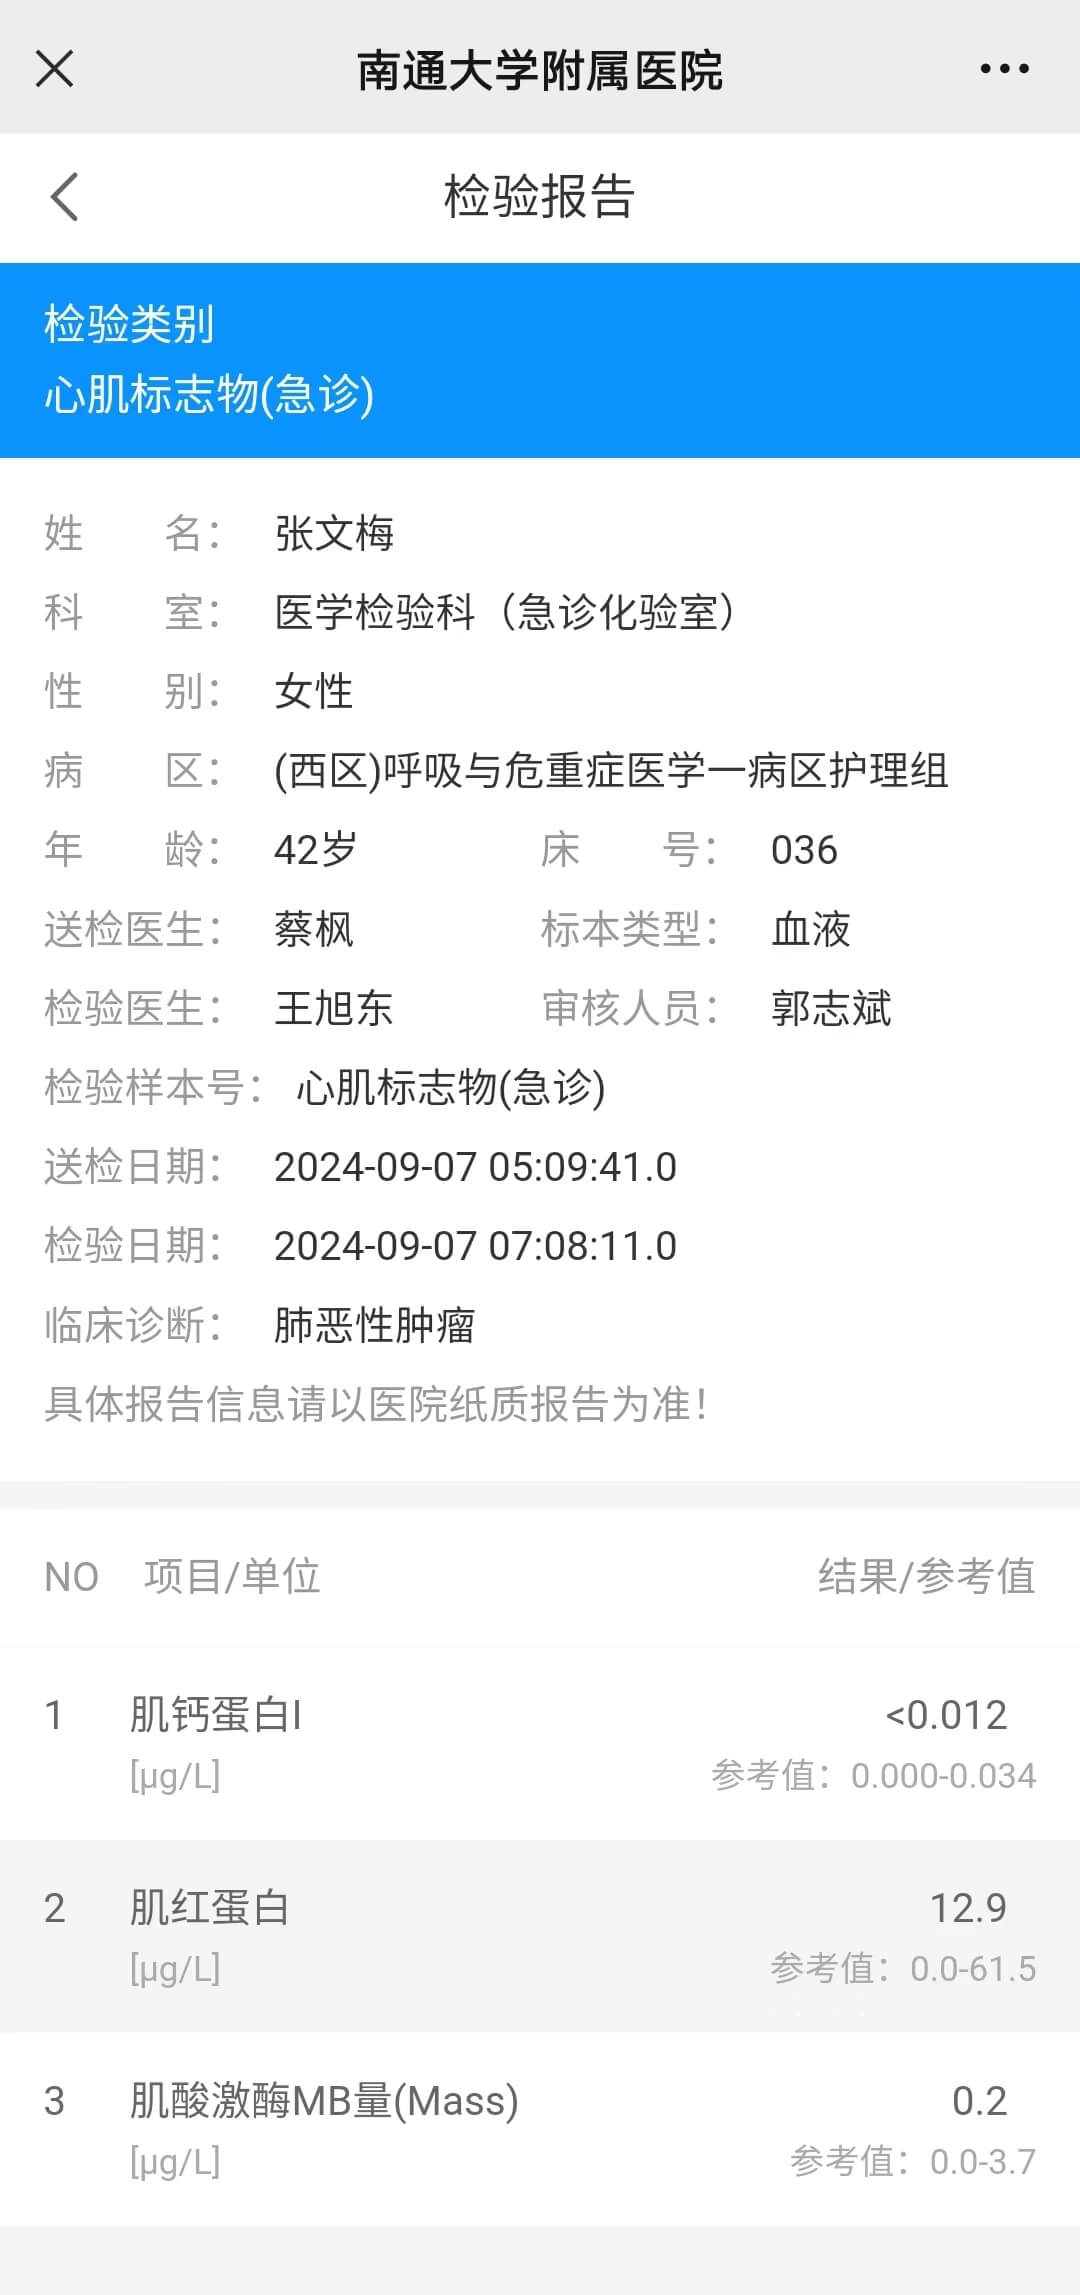 南通大学附属医院
检验报告
检验类别
心肌标志物(急诊)
姓 名： 张文梅
科 室： 医学检验科（急诊化验室）
性 别： 女性
病 区： (西区)呼吸与危重症医学一病区护理组
年 龄： 42岁 床 号： 036
送检医生： 蔡枫 标本类型： 血液
检验医生： 王旭东 审核人员： 郭志斌
检验样本号： 心肌标志物(急诊)
送检日期： 2024-09-07 05:09:41.0
检验日期： 2024-09-07 07:08:11.0
临床诊断： 肺恶性肿瘤
具体报告信息请以医院纸质报告为准！
NO 项目/单位 结果/参考值
1 肌钙蛋白I <0.012
[μg/L] 参考值：0.000-0.034
2 肌红蛋白 12.9
[μg/L] 参考值：0.0-61.5
3 肌酸激酶MB量(Mass) 0.2
[μg/L] 参考值：0.0-3.7